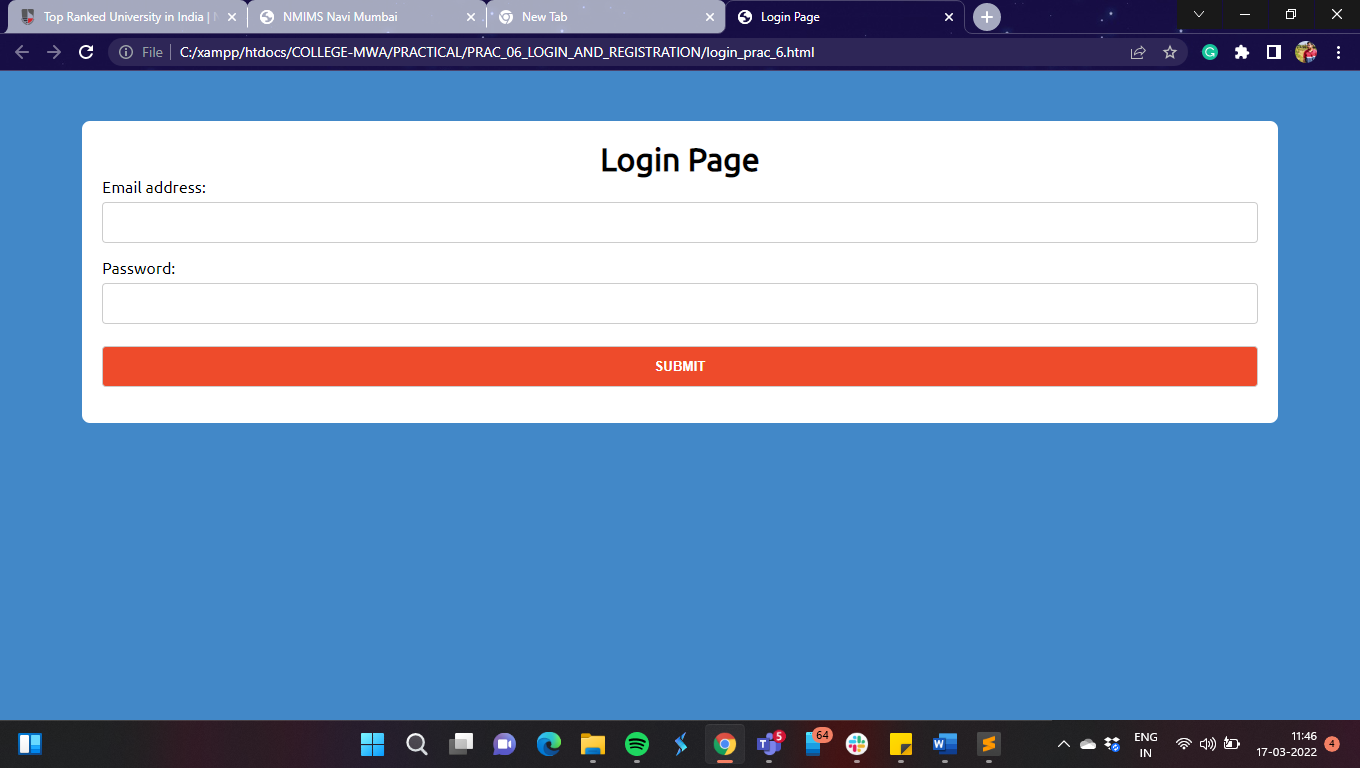 Top Ranked University in India |
NMIMS Navi Mumbai
New Tab
Login Page
File
C:/xampp/htdocs/COLLEGE-MWA/PRACTICAL/PRAC_06_LOGIN_AND_REGISTRATION/login_prac_6.html
Login Page
Email address:
Password:
SUBMIT
5
64
ENG
IN
11:46
17-03-2022
4